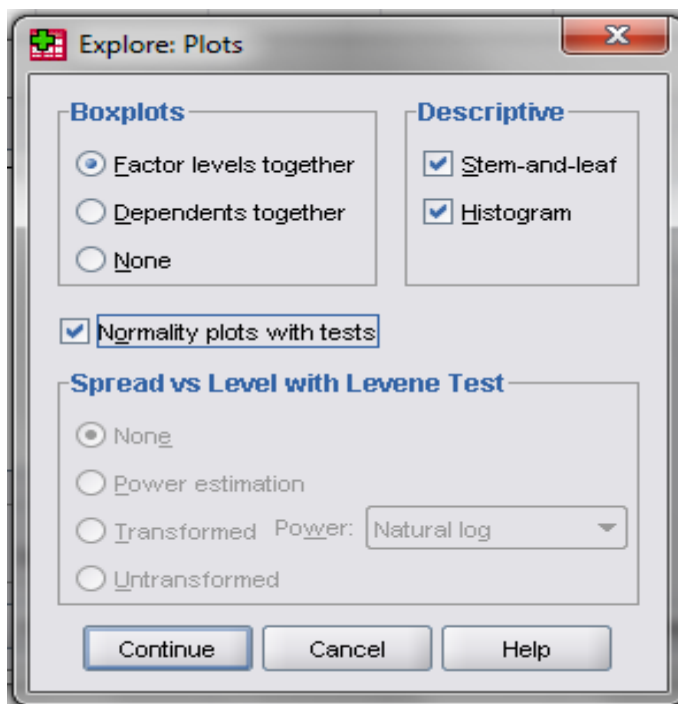 Explore: Plots
Boxplots
Factor levels together
Dependents together
None
Descriptive
Stem-and-leaf
Histogram
Normality plots with tests
Spread vs Level with Levene Test
None
Power estimation
Transformed Power: Natural log
Untransformed
Continue Cancel Help